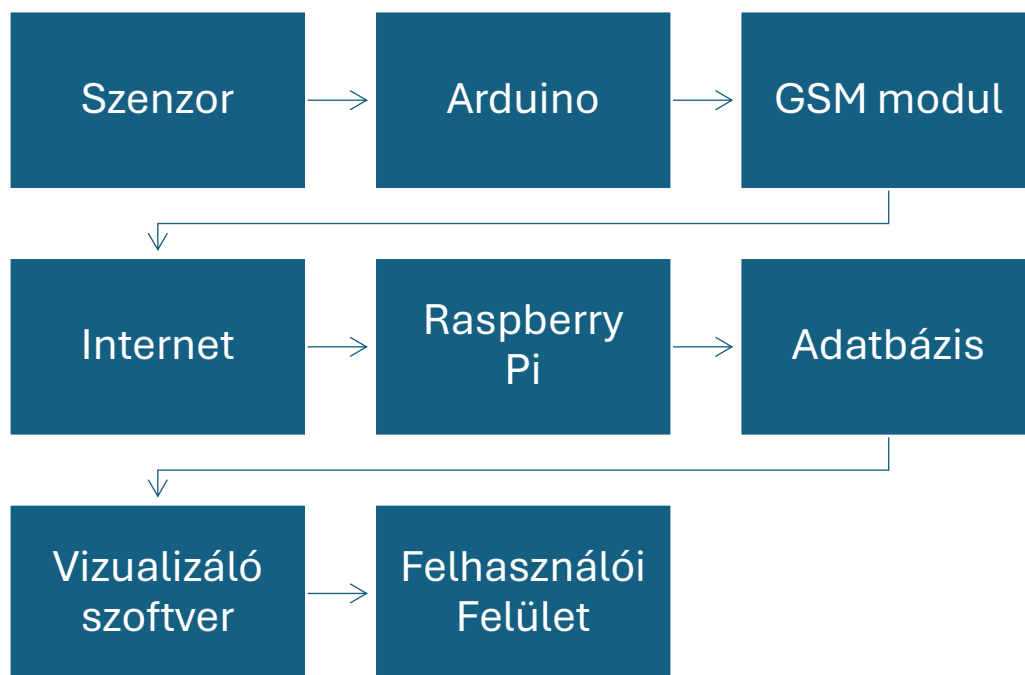 Szenzor
Arduino
GSM modul
Internet
Raspberry
Pi
Adatbázis
Vizualizáló
szoftver
Felhasználói
Felület